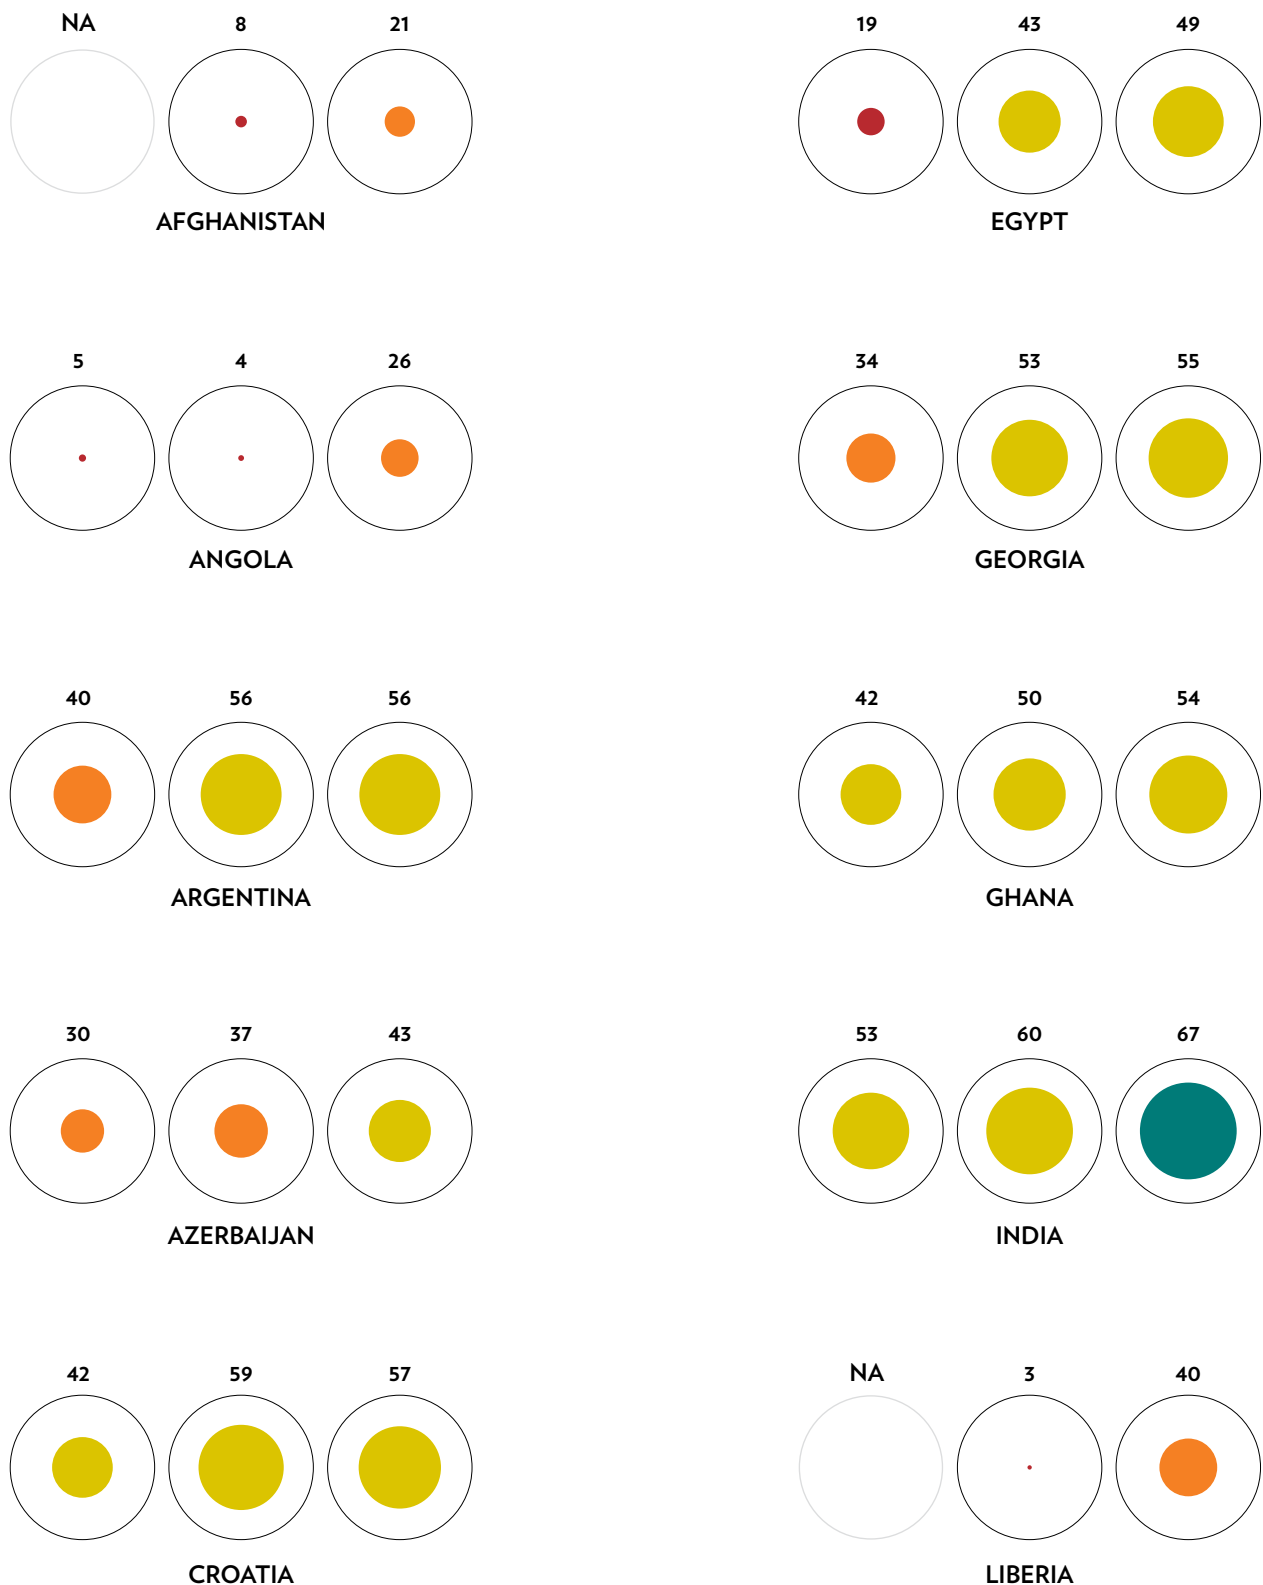 NA 8 21
AFGHANISTAN
19 43 49
EGYPT
5 4 26
ANGOLA
34 53 55
GEORGIA
40 56 56
ARGENTINA
42 50 54
GHANA
30 37 43
AZERBAIJAN
53 60 67
INDIA
42 59 57
CROATIA
NA 3 40
LIBERIA